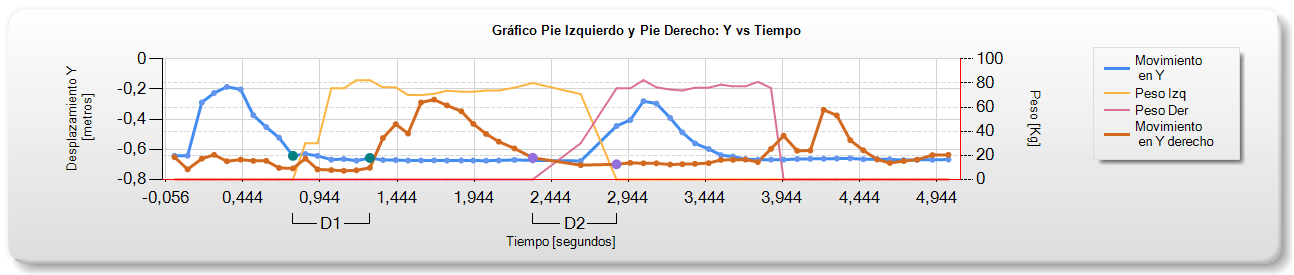 Gráfico Pie Izquierdo y Pie Derecho: Y vs Tiempo
Desplazamiento Y
[metros]
0
-0,2
-0,4
-0,6
-0,8
100
80
60
40
20
0
Peso [Kg]
-0,056 0,444 0,944 1,444 1,944 2,444 2,944 3,444 3,944 4,444 4,944
D1 D2
Tiempo [segundos]
Movimiento
en Y
Peso Izq
Peso Der
Movimiento
en Y derecho